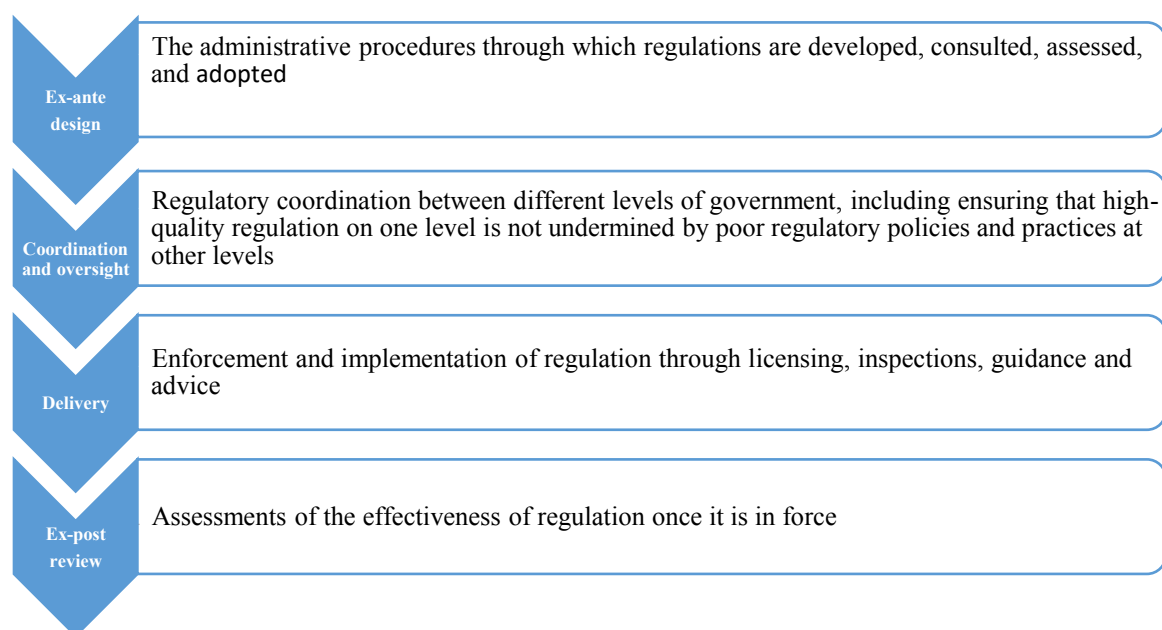 Ex-ante
design
The administrative procedures through which regulations are developed, consulted, assessed,
and adopted
Coordination
and oversight
Regulatory coordination between different levels of government, including ensuring that high-
quality regulation on one level is not undermined by poor regulatory policies and practices at
other levels
Delivery
Enforcement and implementation of regulation through licensing, inspections, guidance and
advice
Ex-post
review
Assessments of the effectiveness of regulation once it is in force